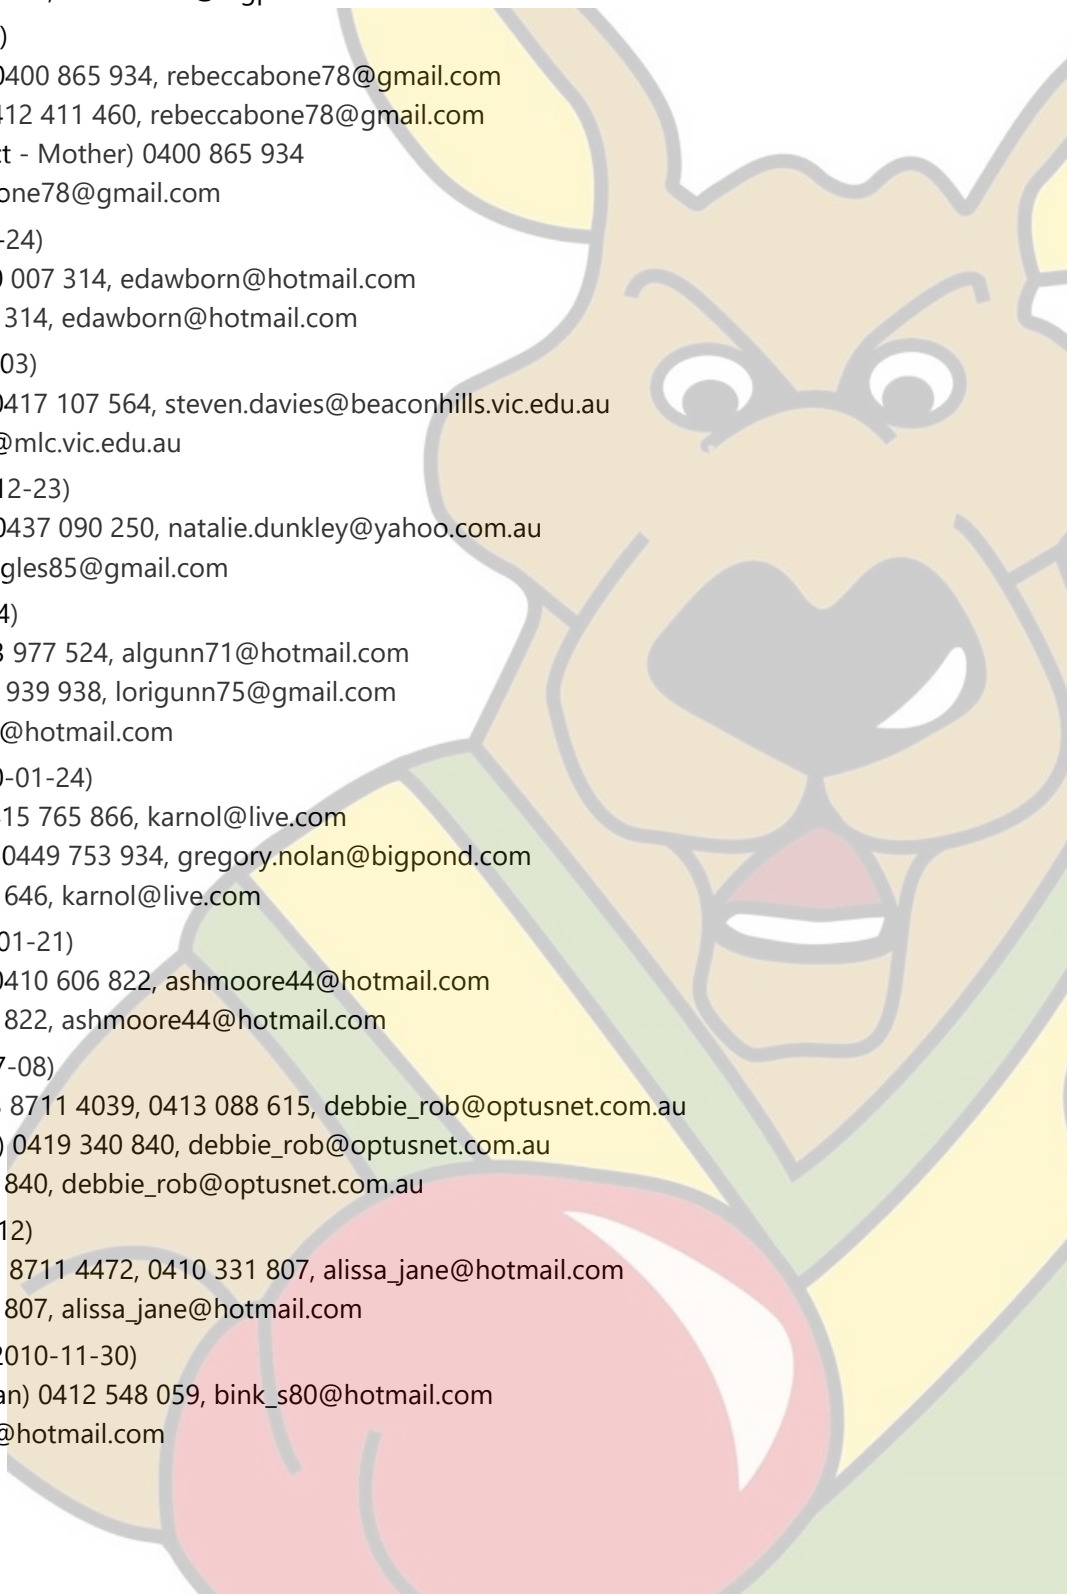 )
0400 865 934, rebeccabone78@gmail.com
412 411 460, rebeccabone78@gmail.com
- Mother) 0400 865 934
one78@gmail.com
-24)
007 314, edawborn@hotmail.com
314, edawborn@hotmail.com
03)
0417 107 564, steven.davies@beaconhills.vic.edu.au
@mlc.vic.edu.au
12-23)
0437 090 250, natalie.dunkley@yahoo.com.au
gles85@gmail.com
4)
977 524, algunn71@hotmail.com
939 938, lorigunn75@gmail.com
@hotmail.com
0-01-24)
15 765 866, karnol@live.com
0449 753 934, gregory.nolan@bigpond.com
646, karnol@live.com
01-21)
0410 606 822, ashmoore44@hotmail.com
822, ashmoore44@hotmail.com
7-08)
8711 4039, 0413 088 615, debbie_rob@optusnet.com.au
) 0419 340 840, debbie_rob@optusnet.com.au
840, debbie_rob@optusnet.com.au
12)
8711 4472, 0410 331 807, alissa_jane@hotmail.com
807, alissa_jane@hotmail.com
2010-11-30)
an) 0412 548 059, bink_s80@hotmail.com
@hotmail.com